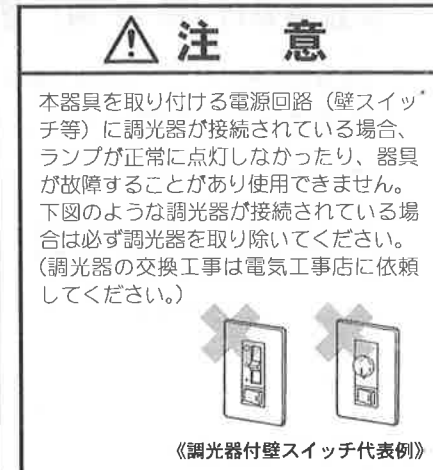 注 意
本器具を取り付ける電源回路（壁スイッ
チ等）に調光器が接続されている場合、
ランプが正常に点灯しなかったり、器具
が故障することがあり使用できません。
下図のような調光器が接続されている場
合は必ず調光器を取り除いてください。
(調光器の交換工事は電気工事店に依頼
してください。)
《調光器付壁スイッチ代表例》